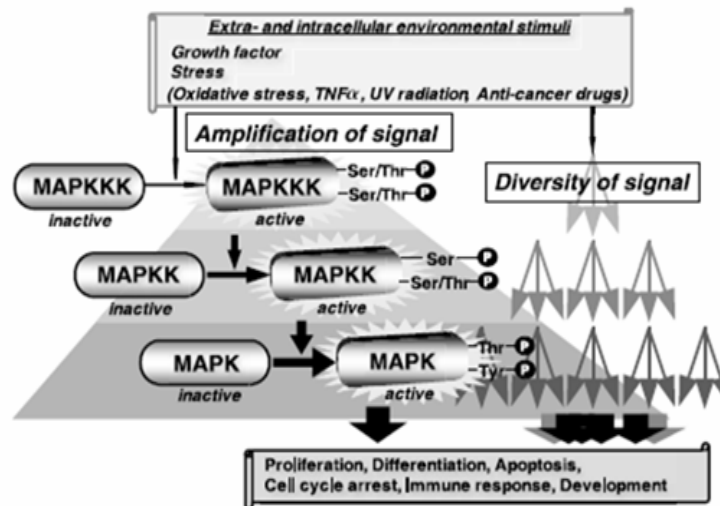 Extra- and intracellular environmental stimuli
Growth factor
Stress
(Oxidative stress, TNFα, UV radiation, Anti-cancer drugs)
Amplification of signal
Diversity of signal
MAPKKK
inactive
MAPKKK
active
Ser/Thr P
Ser/Thr P
MAPKK
inactive
MAPKK
active
Ser P
Ser/Thr P
MAPK
inactive
MAPK
active
Thr P
Tyr P
Proliferation, Differentiation, Apoptosis,
Cell cycle arrest, Immune response, Development